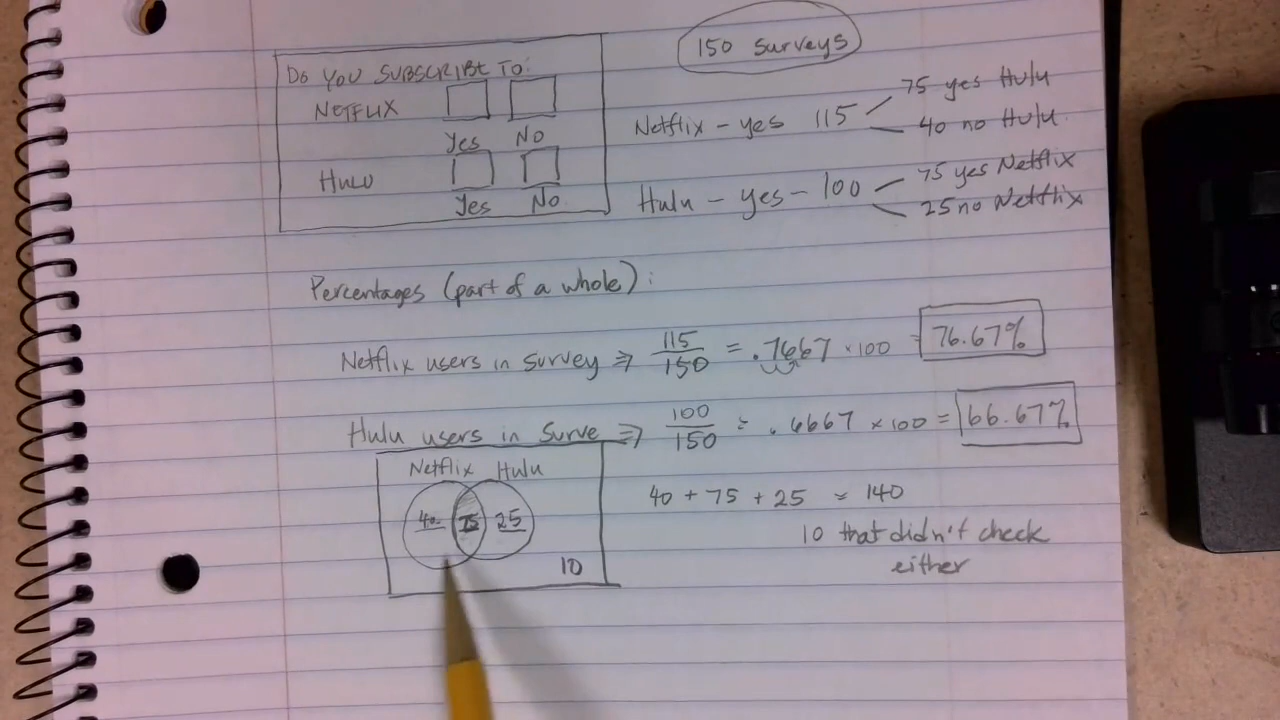 150 surveys
DO YOU SUBSCRIBE TO:
NETFLIX
Yes No
HULU
Yes No
Netflix - yes 115
75 yes Hulu
40 no Hulu
Hulu - yes - 100
75 yes Netflix
25 no Netflix
Percentages (part of a whole):
Netflix users in survey ⇒ 115/150 = .7667 × 100 = 76.67%
Hulu users in Surve ⇒ 100/150 = .6667 × 100 = 66.67%
Netflix Hulu
40 75 25
10
40 + 75 + 25 = 140
10 that didn't check
either